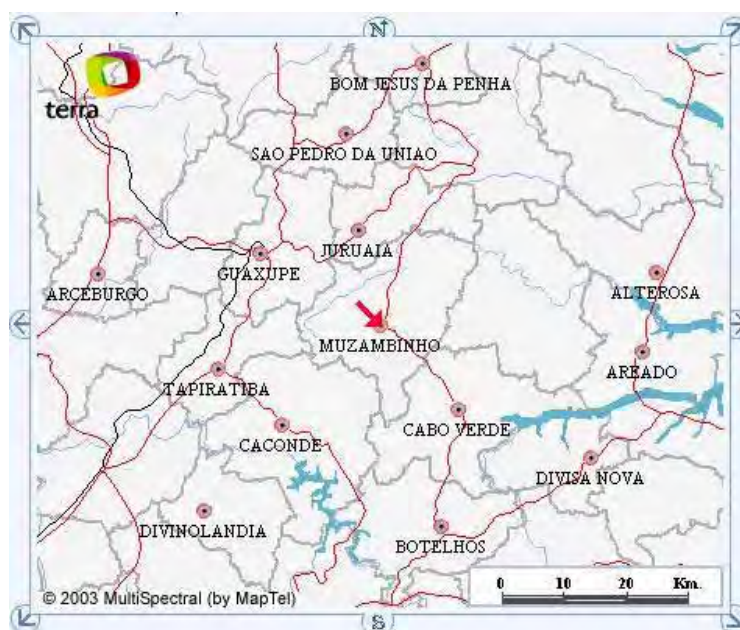 N
BOM JESUS DA PENHA
terra
SAO PEDRO DA UNIAO
JURUAIA
GUAXUPE
ARCEBURGO
ALTEROSA
MUZAMBINHO
AREADO
TAPIRATIBA
CABO VERDE
CACONDE
DIVISA NOVA
DIVINOLANDIA
BOTELHOS
0 10 20 Km.
© 2003 MultiSpectral (by MapTel)
S